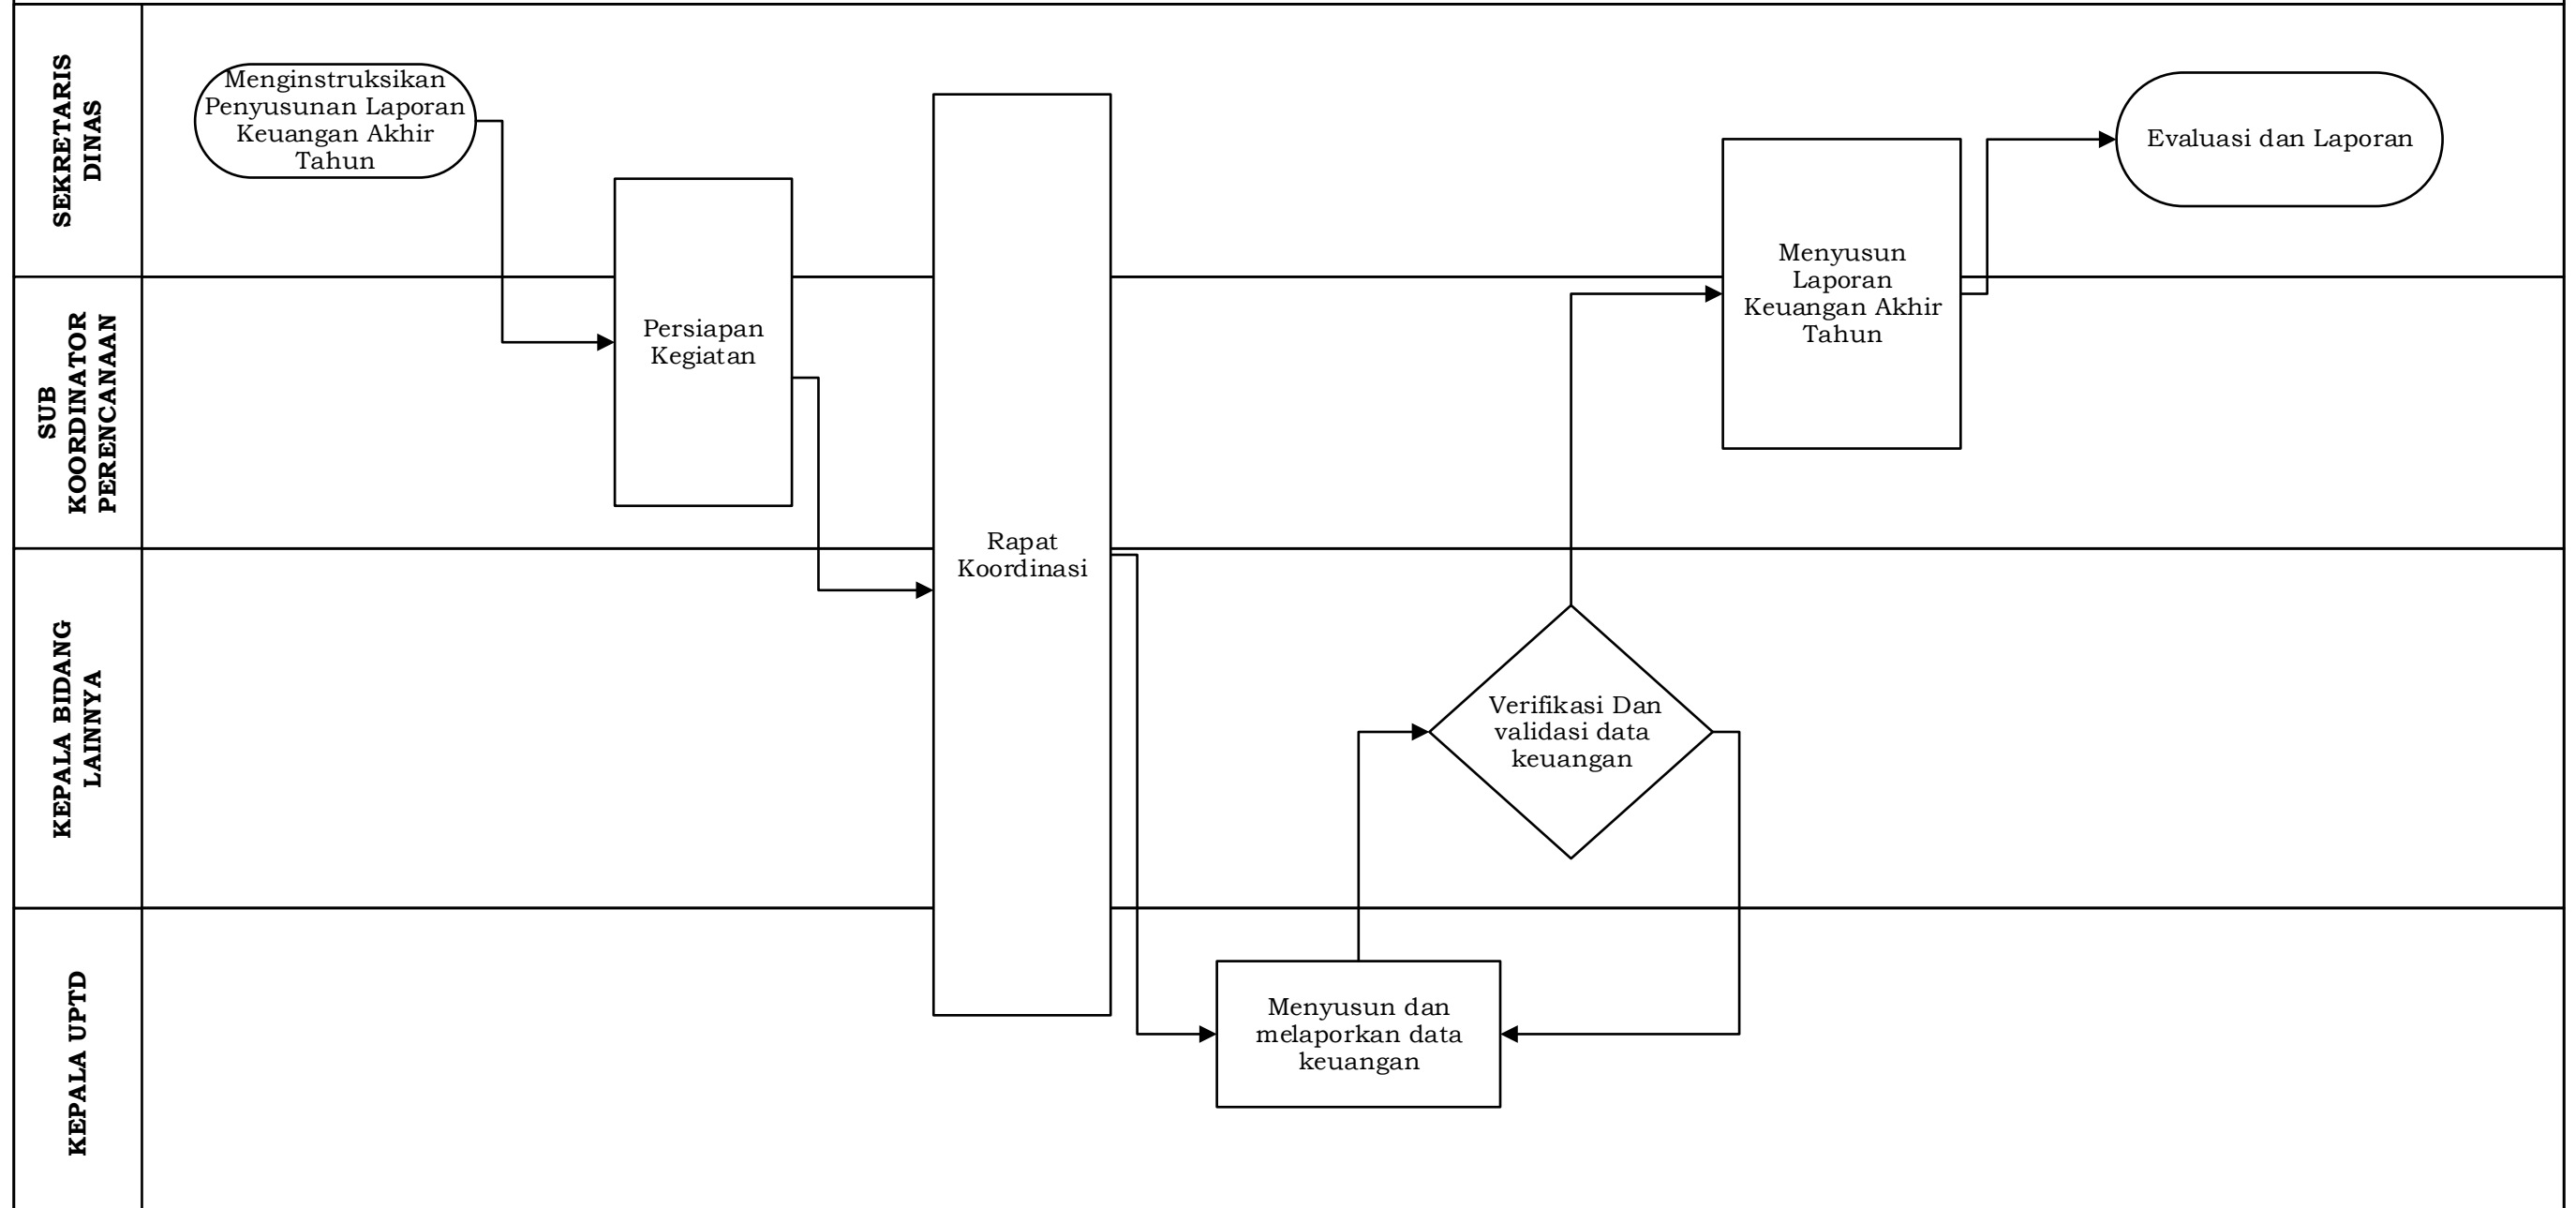 SEKRETARIS
DINAS
Menginstruksikan
Penyusunan Laporan
Keuangan Akhir
Tahun
Evaluasi dan Laporan
SUB
KOORDINATOR
PERENCANAAN
Persiapan
Kegiatan
Menyusun
Laporan
Keuangan Akhir
Tahun
Rapat
Koordinasi
KEPALA BIDANG
LAINNYA
Verifikasi Dan
validasi data
keuangan
KEPALA UPTD
Menyusun dan
melaporkan data
keuangan